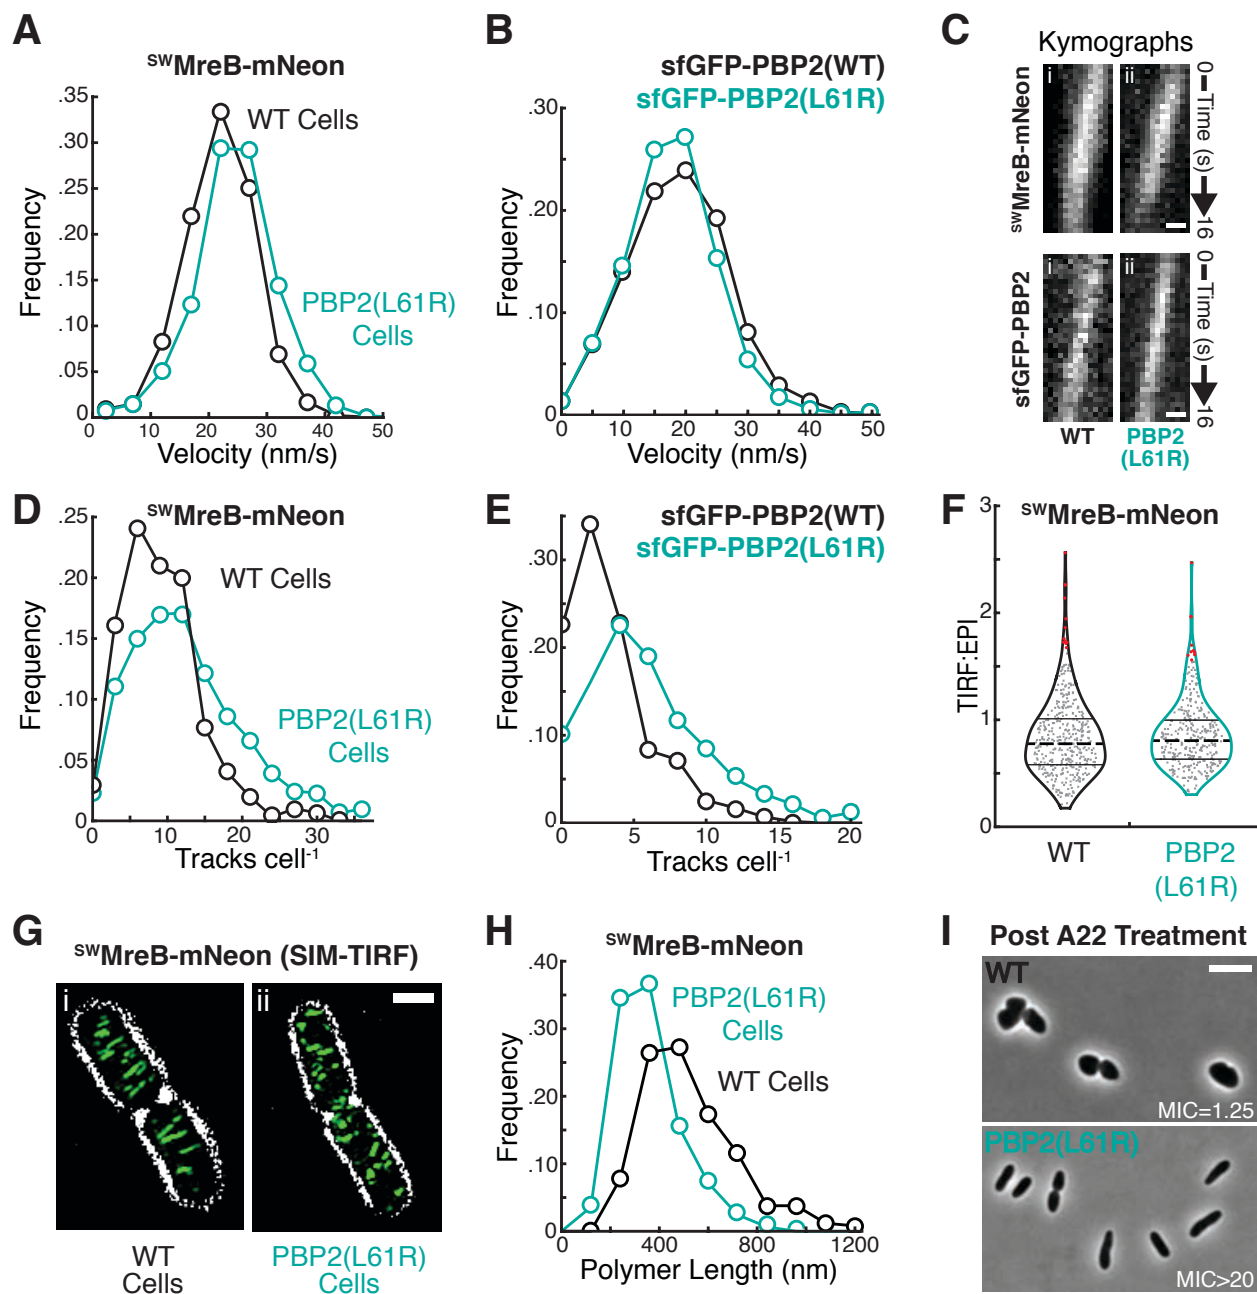 A
SWMreB-mNeon
WT Cells
PBP2(L61R)
Cells
Frequency
.35
.30
.25
.20
.15
.10
.05
0
0 10 20 30 40 50
Velocity (nm/s)
B
sfGFP-PBP2(WT)
sfGFP-PBP2(L61R)
Frequency
.30
.20
.10
0
0 10 20 30 40 50
Velocity (nm/s)
C
Kymographs
SWMreB-mNeon
i
ii
0
Time (s)
16
sfGFP-PBP2
i
ii
0
Time (s)
16
WT
PBP2
(L61R)
D
SWMreB-mNeon
WT Cells
PBP2(L61R)
Cells
Frequency
.25
.20
.15
.10
.05
0
0 10 20 30
Tracks cell-1
E
sfGFP-PBP2(WT)
sfGFP-PBP2(L61R)
Frequency
.30
.20
.10
0
0 5 10 15 20
Tracks cell-1
F
SWMreB-mNeon
TIRF:EPI
3
2
1
0
WT
PBP2
(L61R)
G
SWMreB-mNeon (SIM-TIRF)
i
ii
WT
Cells
PBP2(L61R)
Cells
H
SWMreB-mNeon
PBP2(L61R)
Cells
WT Cells
Frequency
.40
.30
.20
.10
0
0 400 800 1200
Polymer Length (nm)
I
Post A22 Treatment
WT
MIC=1.25
PBP2(L61R)
MIC>20